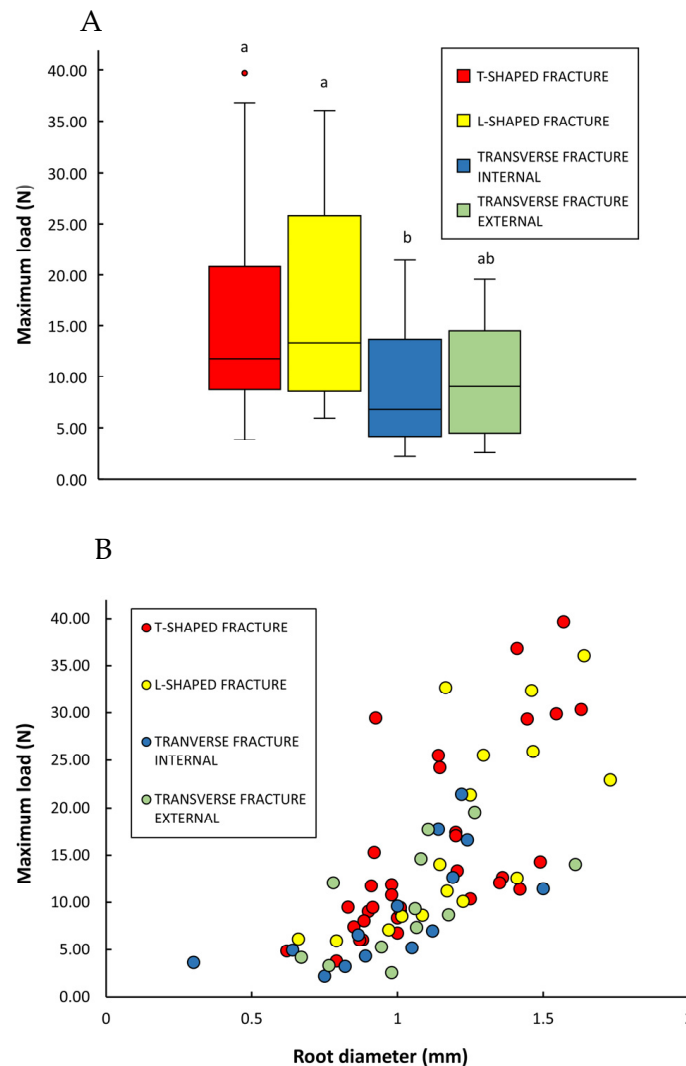 A
Maximum load (N)
40.00
35.00
30.00
25.00
20.00
15.00
10.00
5.00
0.00
a
a
b
ab
T-SHAPED FRACTURE
L-SHAPED FRACTURE
TRANSVERSE FRACTURE
INTERNAL
TRANSVERSE FRACTURE
EXTERNAL
B
0
0.5
1
1.5
2
Maximum load (N)
40.00
35.00
30.00
25.00
20.00
15.00
10.00
5.00
0.00
T-SHAPED FRACTURE
L-SHAPED FRACTURE
TRANVERSE FRACTURE
INTERNAL
TRANSVERSE FRACTURE
EXTERNAL
Root diameter (mm)